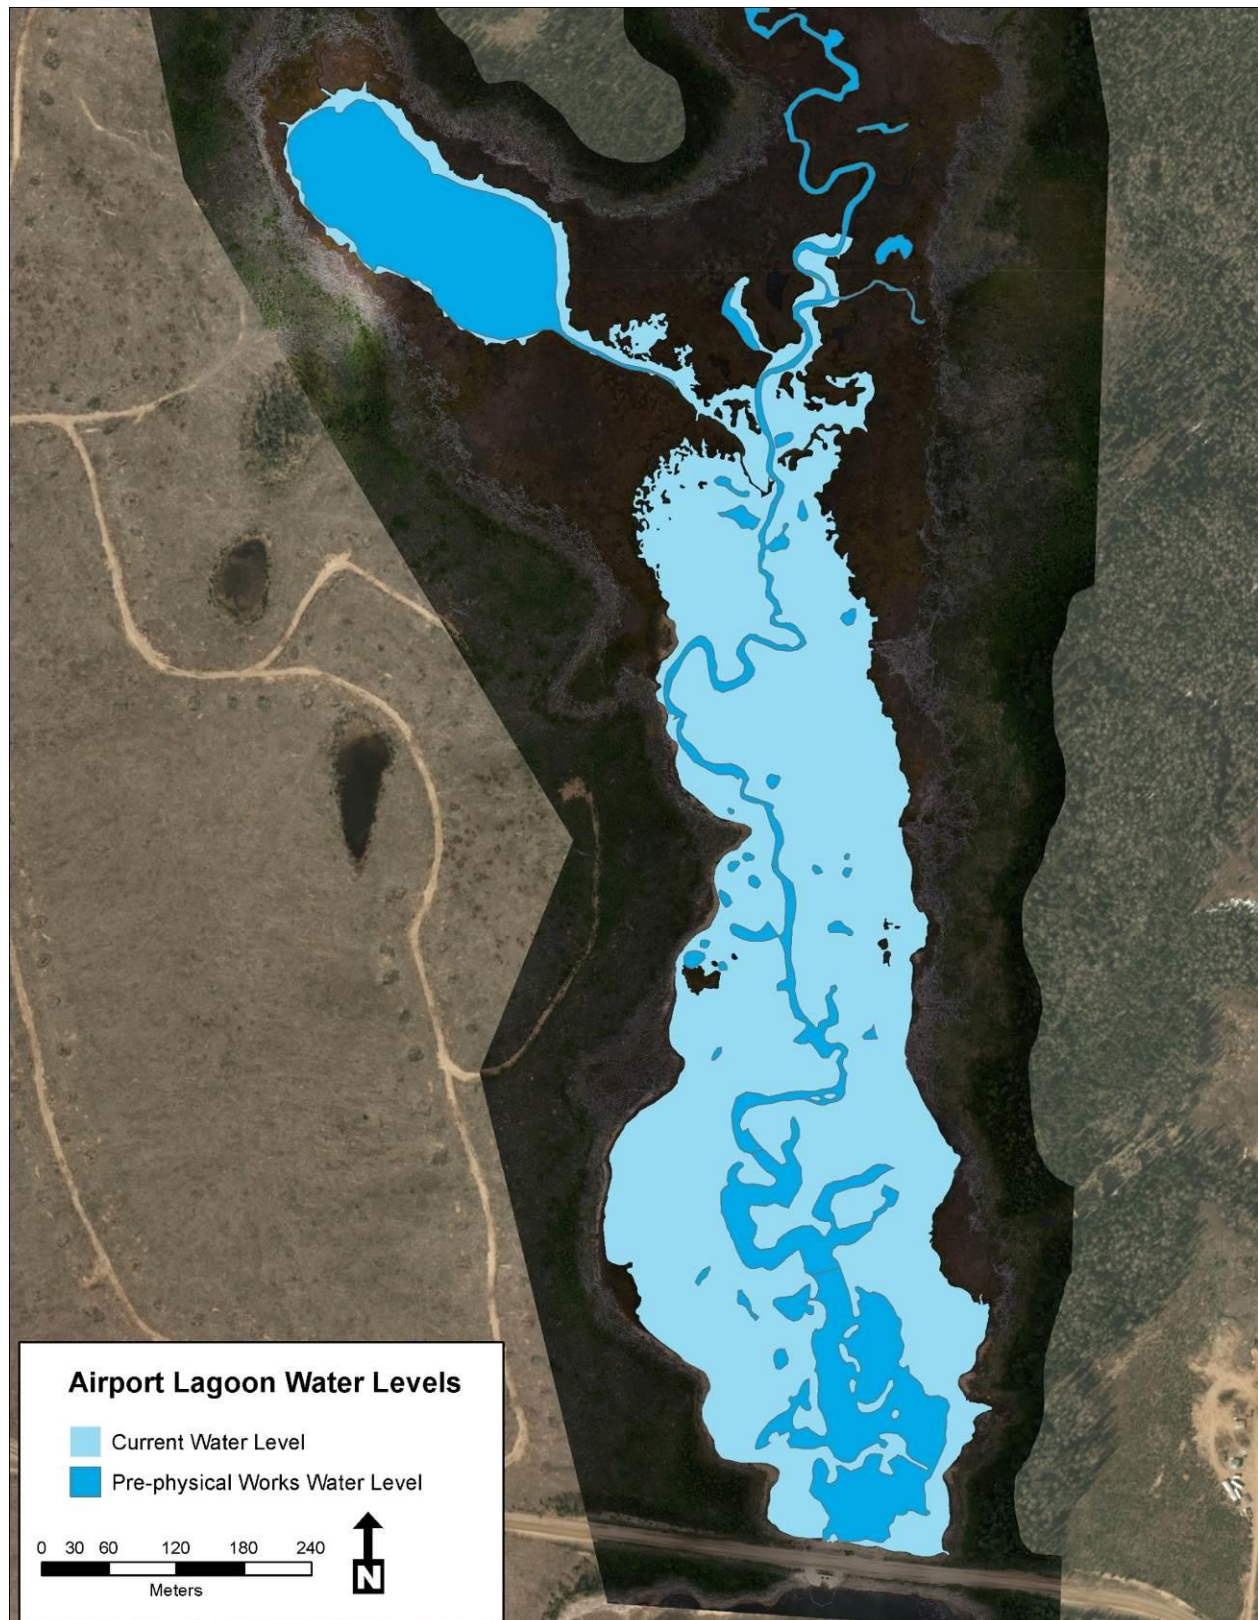 Airport Lagoon Water Levels
Current Water Level
Pre-physical Works Water Level
0 30 60 120 180 240
Meters
N